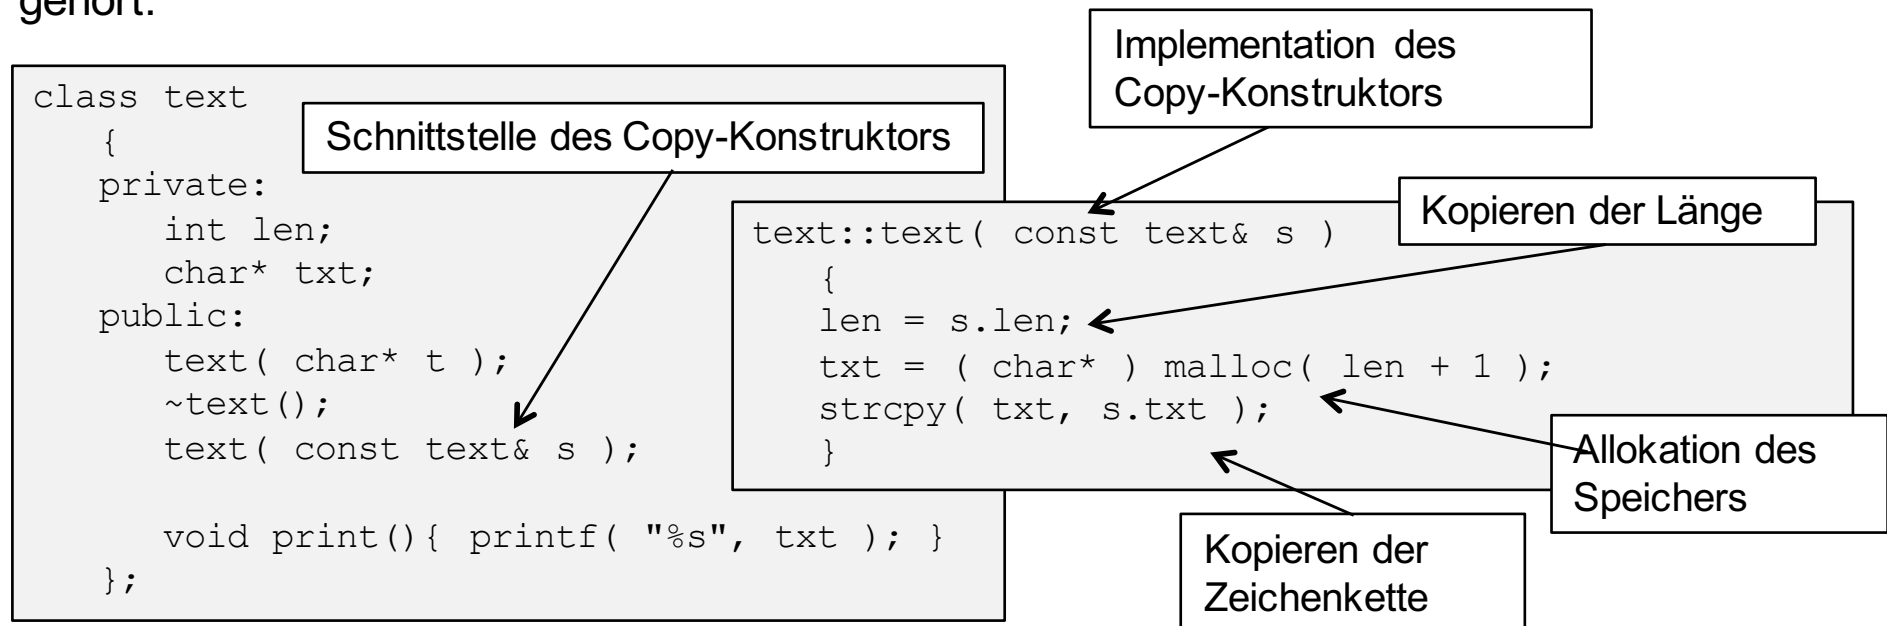 gehört.
class text
{
private:
int len;
char* txt;
public:
text( char* t );
~text();
text( const text& s );
void print(){ printf( "%s", txt ); }
};
Schnittstelle des Copy-Konstruktors
Implementation des
Copy-Konstruktors
text::text( const text& s )
{
len = s.len;
txt = ( char* ) malloc( len + 1 );
strcpy( txt, s.txt );
}
Kopieren der Länge
Allokation des
Speichers
Kopieren der
Zeichenkette